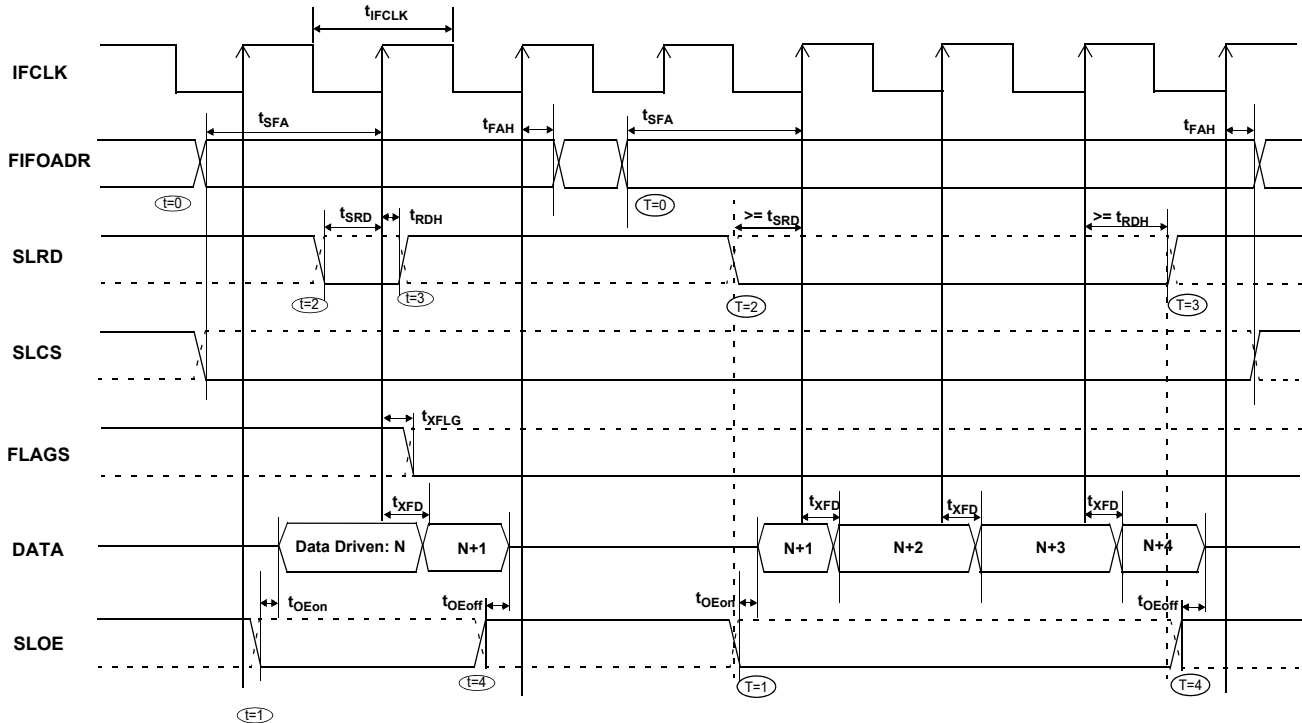 tIFCLK
IFCLK
tSFA
tFAH
tSFA
tFAH
FIFOADR
t=0
T=0
tSRD
tRDH
>= tSRD
>= tRDH
SLRD
t=2
t=3
T=2
T=3
SLCS
tXFLG
FLAGS
tXFD
tXFD
tXFD
tXFD
DATA
Data Driven: N
N+1
N+1
N+2
N+3
N+4
tOEon
tOEoff
tOEon
tOEoff
SLOE
t=4
T=1
T=4
t=1